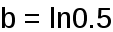 b = ln0.5